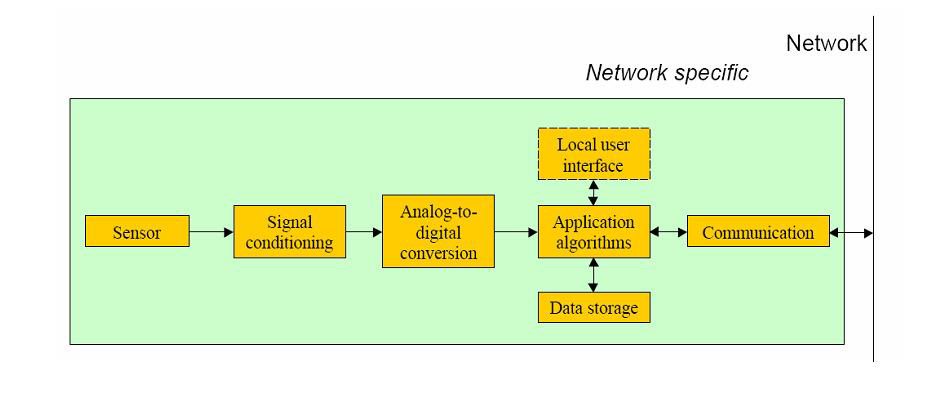 Network
Network specific
Local user
interface
Sensor
Signal
conditioning
Analog-to-
digital
conversion
Application
algorithms
Communication
Data storage